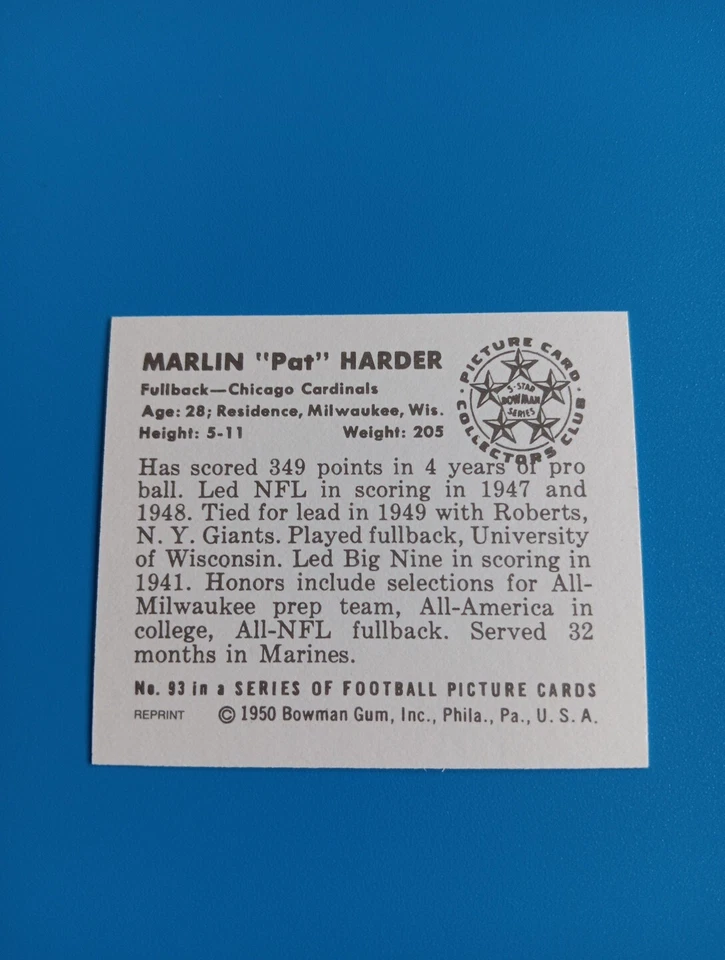 MARLIN "Pat" HARDER
Fullback—Chicago Cardinals
Age: 28; Residence, Milwaukee, Wis.
Height: 5-11 Weight: 205
PICTURE CARD
COLLECTORS CLUB
5-STAR
BOWMAN
SERIES
Has scored 349 points in 4 years of pro
ball. Led NFL in scoring in 1947 and
1948. Tied for lead in 1949 with Roberts,
N. Y. Giants. Played fullback, University
of Wisconsin. Led Big Nine in scoring in
1941. Honors include selections for All-
Milwaukee prep team, All-America in
college, All-NFL fullback. Served 32
months in Marines.
No. 93 in a SERIES OF FOOTBALL PICTURE CARDS
REPRINT © 1950 Bowman Gum, Inc., Phila., Pa., U. S. A.